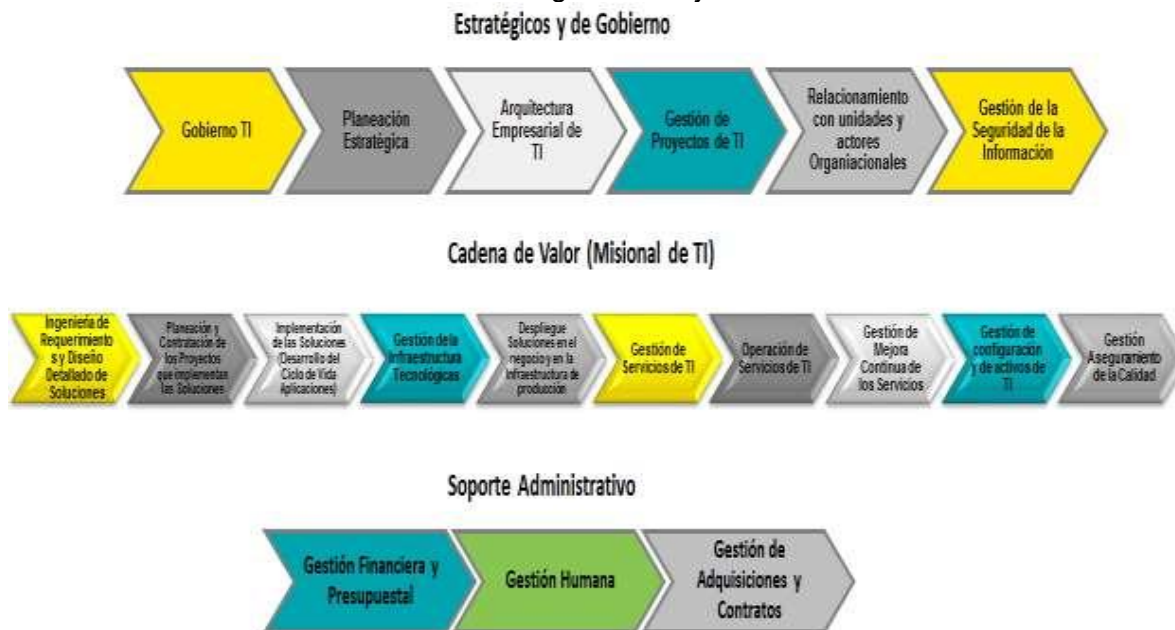 Estratégicos y de Gobierno
Gobierno TI
Planeación
Estratégica
Arquitectura
Empresarial de
TI
Gestión de
Proyectos de TI
Relacionamiento
con unidades y
actores
Organiacionales
Gestión de la
Seguridad de la
Información
Cadena de Valor (Misional de TI)
Ingeniería de
Requerimiento
s y Diseño
Detallado de
Soluciones
Planeación y
Contratación de
los Proyectos
que implementan
las Soluciones
Implementación
de las Soluciones
(Desarrollo del
Ciclo de Vida
Aplicaciones)
Gestión de la
Infraestructura
Tecnológicas
Despliegue
Soluciones en el
negocio y en la
Infraestructura de
producción
Gestión de
Servicios de TI
Operación de
Servicios de TI
Gestión de
Mejora
Continua de
los Servicios
Gestión de
configuración
y de activos de
TI
Gestión
Aseguramiento
de la Calidad
Soporte Administrativo
Gestión Financiera y
Presupuestal
Gestión Humana
Gestión de
Adquisiciones y
Contratos